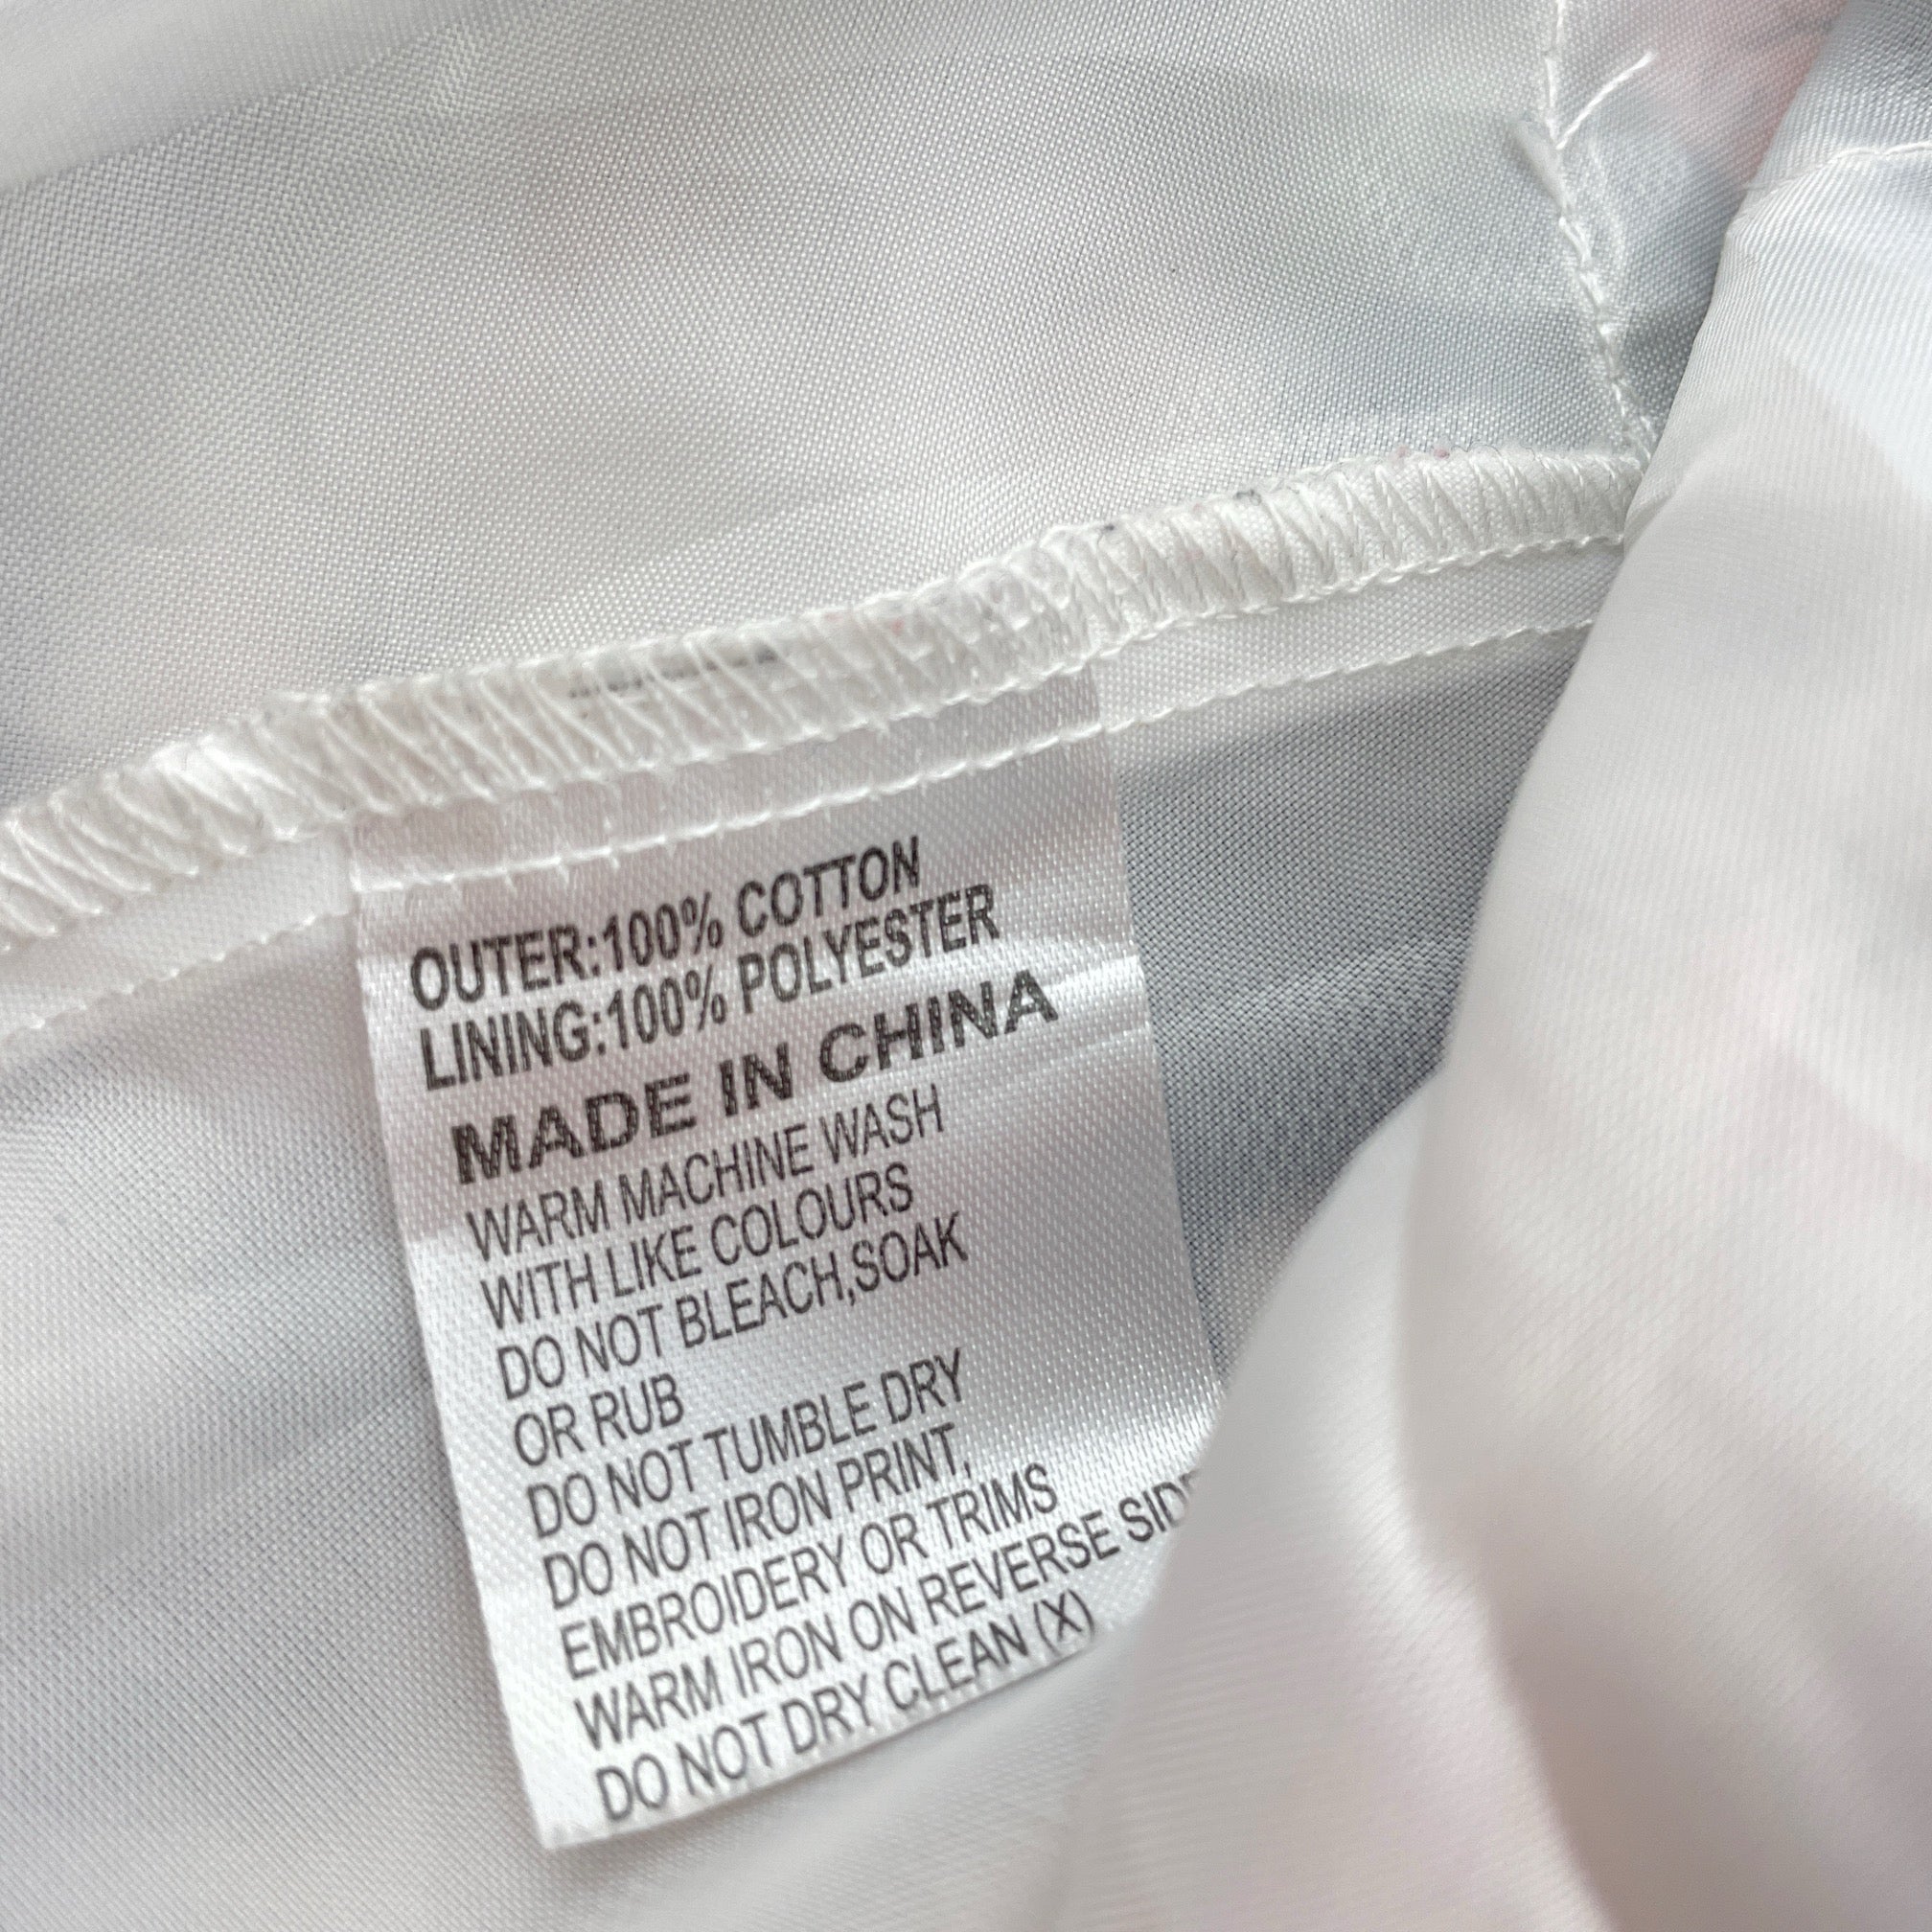 OUTER:100% COTTON
LINING:100% POLYESTER
MADE IN CHINA
WARM MACHINE WASH
WITH LIKE COLOURS
DO NOT BLEACH,SOAK
OR RUB
DO NOT TUMBLE DRY
DO NOT IRON PRINT,
EMBROIDERY OR TRIMS
WARM IRON ON REVERSE SIDE
DO NOT DRY CLEAN (X)